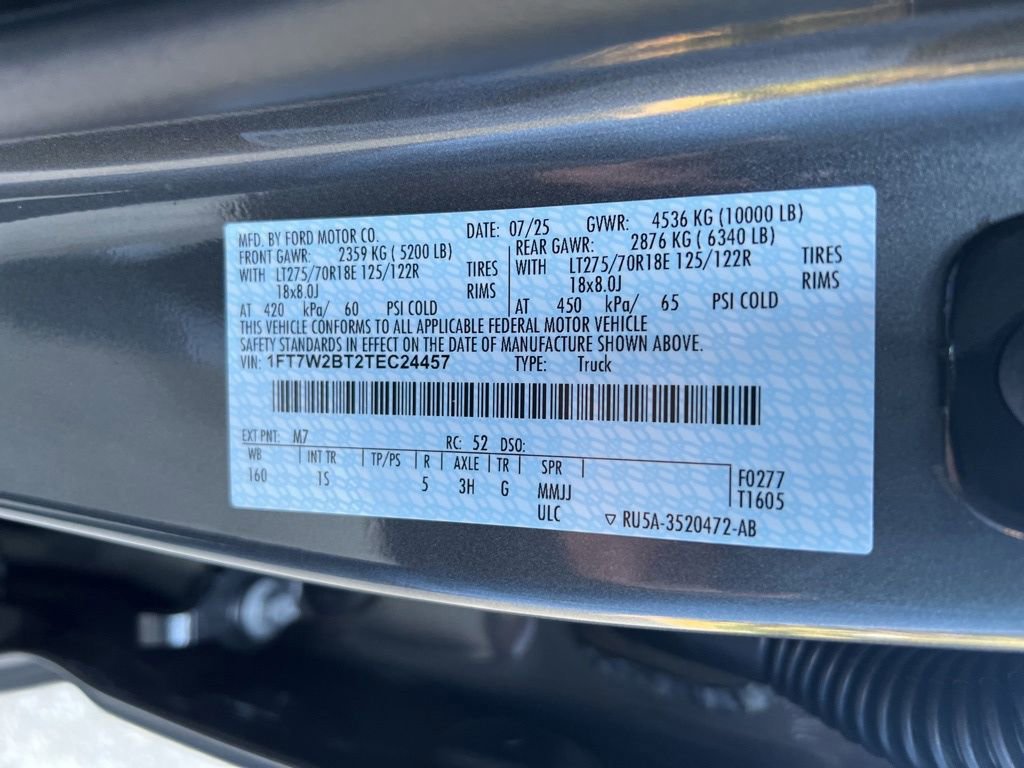 MFD. BY FORD MOTOR CO. DATE: 07/25 GVWR: 4536 KG (10000 LB)
FRONT GAWR: 2359 KG ( 5200 LB) REAR GAWR: 2876 KG ( 6340 LB)
WITH LT275/70R18E 125/122R TIRES WITH LT275/70R18E 125/122R TIRES
18x8.0J RIMS 18x8.0J RIMS
AT 420 kPa/ 60 PSI COLD AT 450 kPa/ 65 PSI COLD
THIS VEHICLE CONFORMS TO ALL APPLICABLE FEDERAL MOTOR VEHICLE
SAFETY STANDARDS IN EFFECT ON THE DATE OF MANUFACTURE SHOWN ABOVE.
VIN: 1FT7W2BT2TEC24457 TYPE: Truck
EXT PNT: M7 RC: 52 DSO:
WB INT TR TP/PS R AXLE TR SPR F0277
160 1S 5 3H G MMJJ T1605
ULC ▽ RU5A-3520472-AB